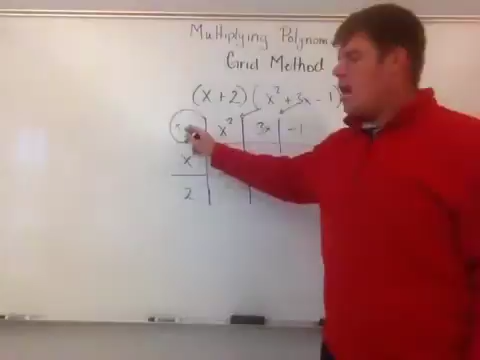 Multiplying Polynom
Grid Method
(x + 2) (x² + 3x - 1)
x² 3x -1
x
2